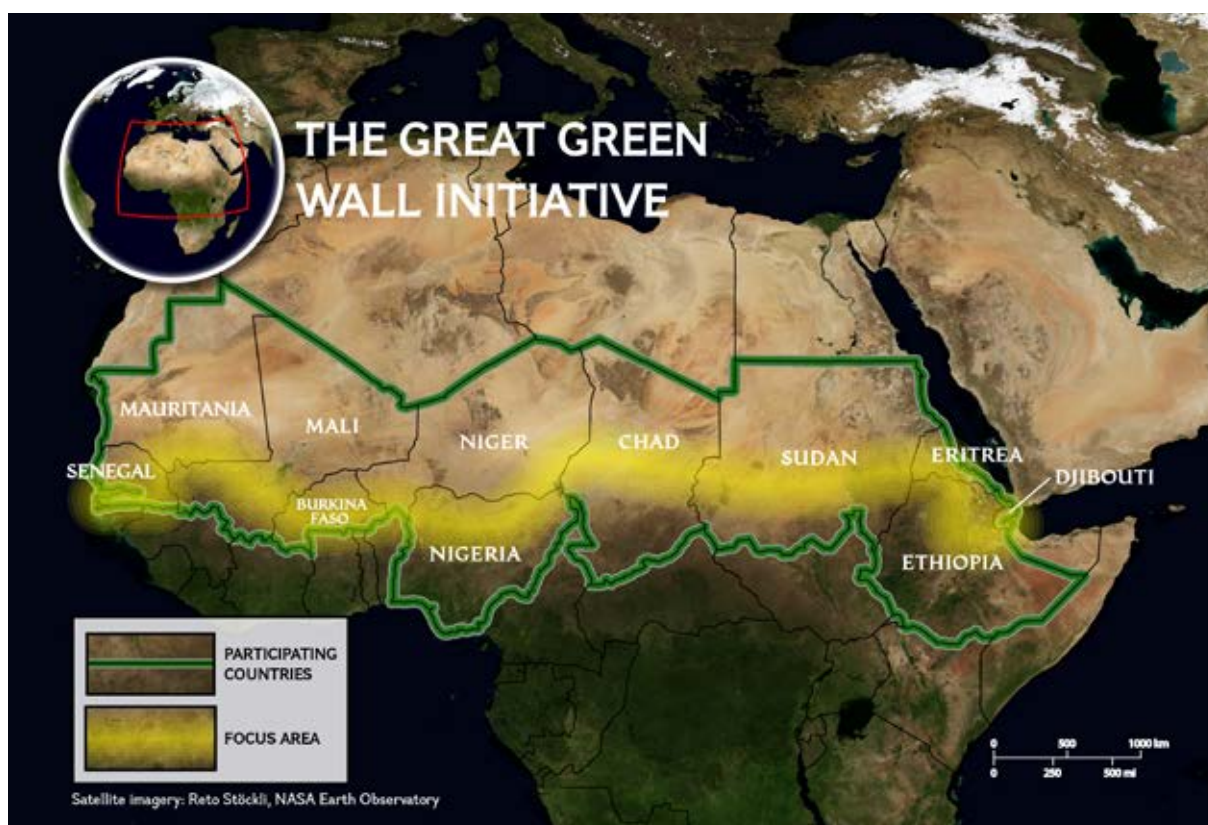 THE GREAT GREEN
WALL INITIATIVE
MAURITANIA
MALI
NIGER
CHAD
SUDAN
ERITREA
DJIBOUTI
SENEGAL
BURKINA
FASO
NIGERIA
ETHIOPIA
PARTICIPATING
COUNTRIES
FOCUS AREA
0 500 1000 km
0 250 500 mi
Satellite imagery: Reto Stöckli, NASA Earth Observatory